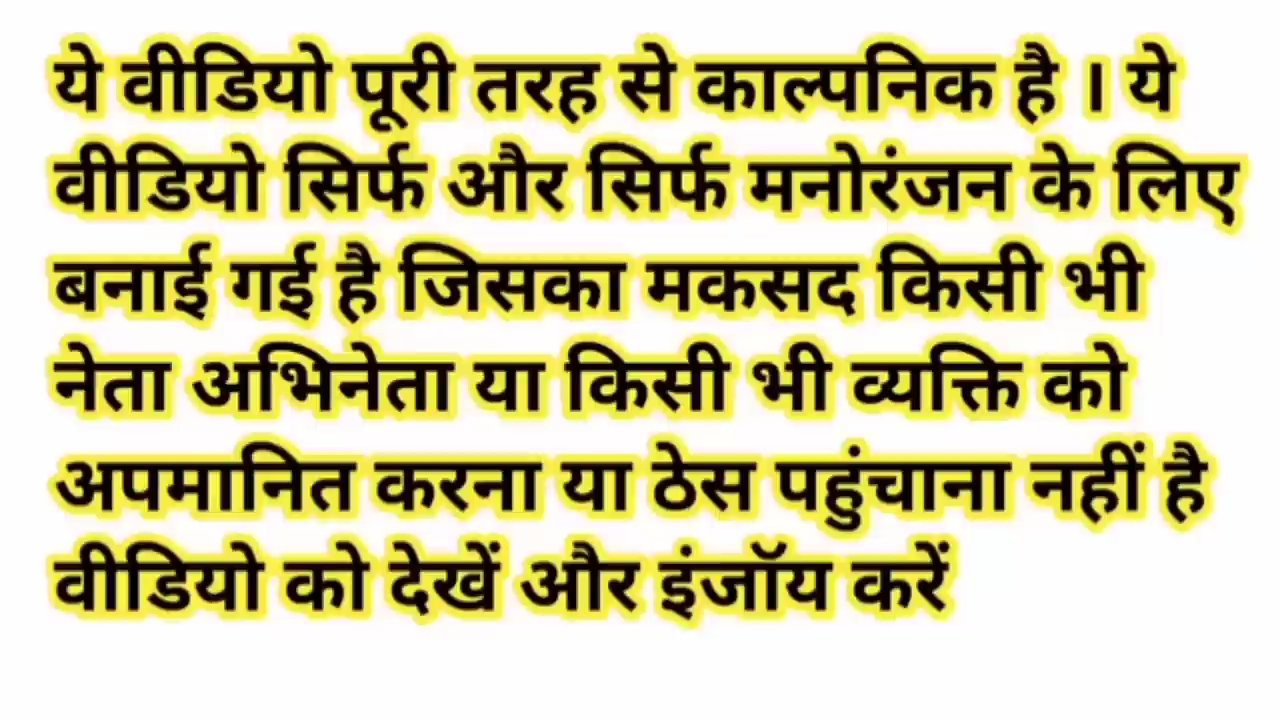 ये वीडियो पूरी तरह से काल्पनिक है । ये
वीडियो सिर्फ और सिर्फ मनोरंजन के लिए
बनाई गई है जिसका मकसद किसी भी
नेता अभिनेता या किसी भी व्यक्ति को
अपमानित करना या ठेस पहुंचाना नहीं है
वीडियो को देखें और इंजॉय करें